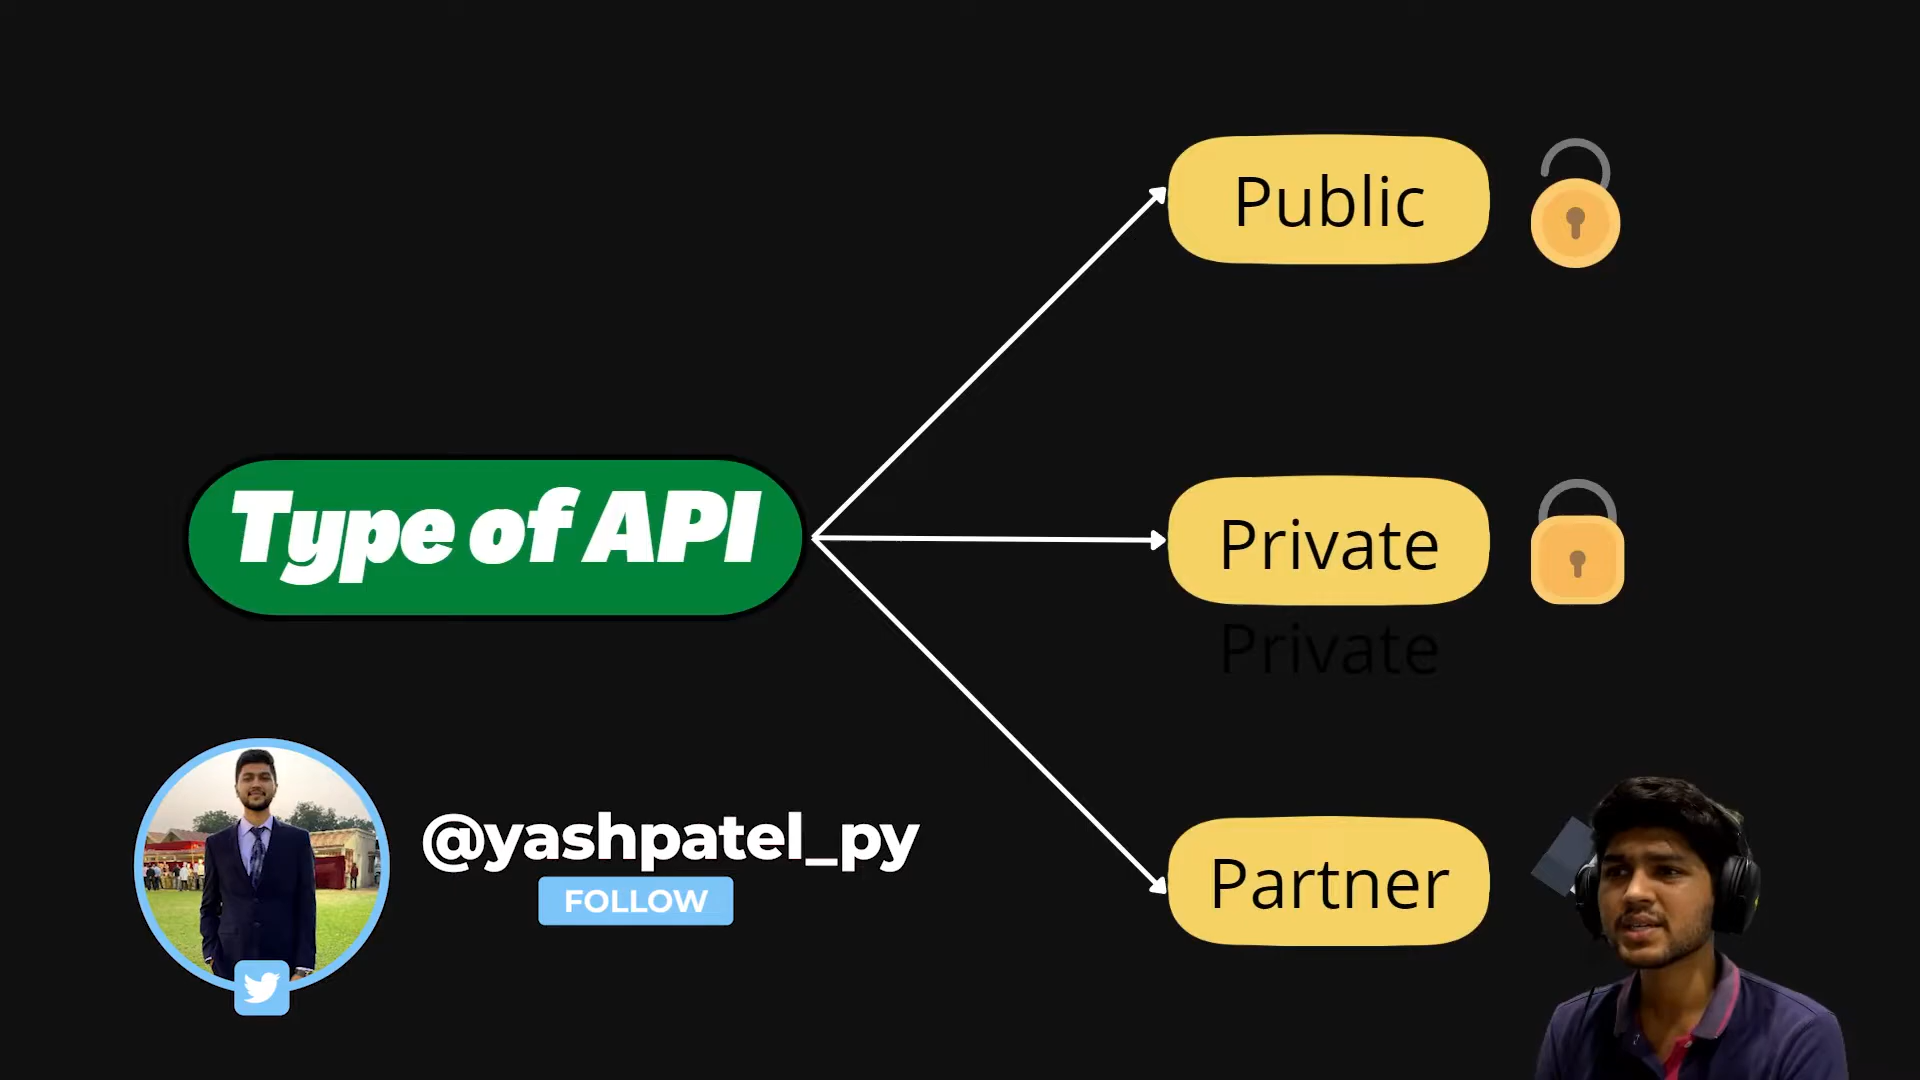 Public
Type of API
Private
Private
Partner
@yashpatel_py
FOLLOW